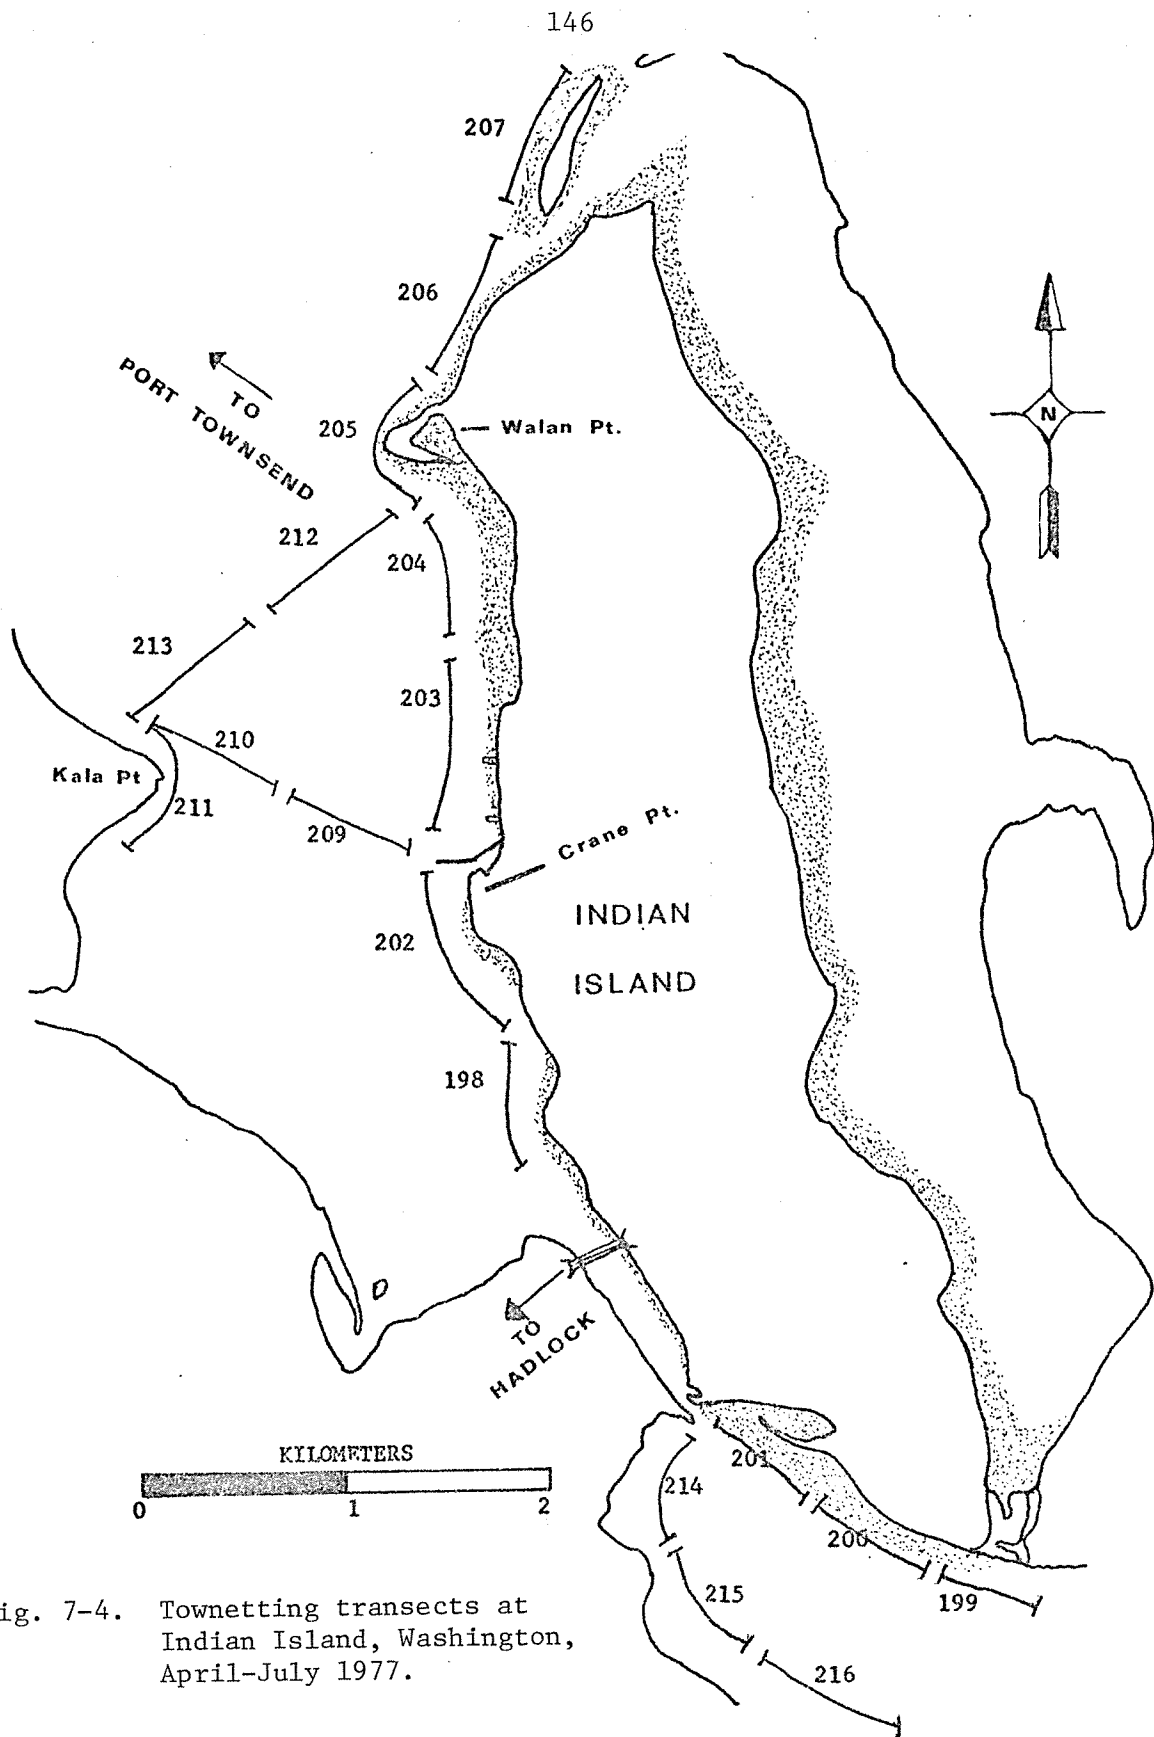 146
207
206
TO
PORT TOWNSEND
205
Walan Pt.
N
212
204
213
203
210
Kala Pt
211
209
Crane Pt.
INDIAN
202
ISLAND
198
TO
HADLOCK
KILOMETERS
0 1 2
201
214
200
215
199
216
ig. 7-4. Townetting transects at
Indian Island, Washington,
April-July 1977.